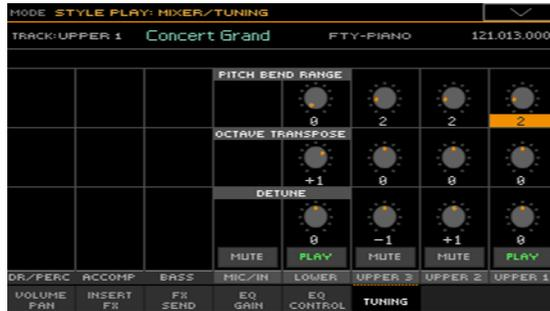 MODE STYLE PLAY: MIXER/TUNING
TRACK:UPPER 1 Concert Grand FTY-PIANO 121.013.000
PITCH BEND RANGE
0 2 2 2
OCTAVE TRANSPOSE
+1 0 0 0
DETUNE
0 -1 +1 0
MUTE PLAY MUTE MUTE PLAY
DR/PERC ACCOMP BASS MIC/IN LOWER UPPER 3 UPPER 2 UPPER 1
VOLUME INSERT FX EQ EQ TUNING
PAN FX SEND GAIN CONTROL